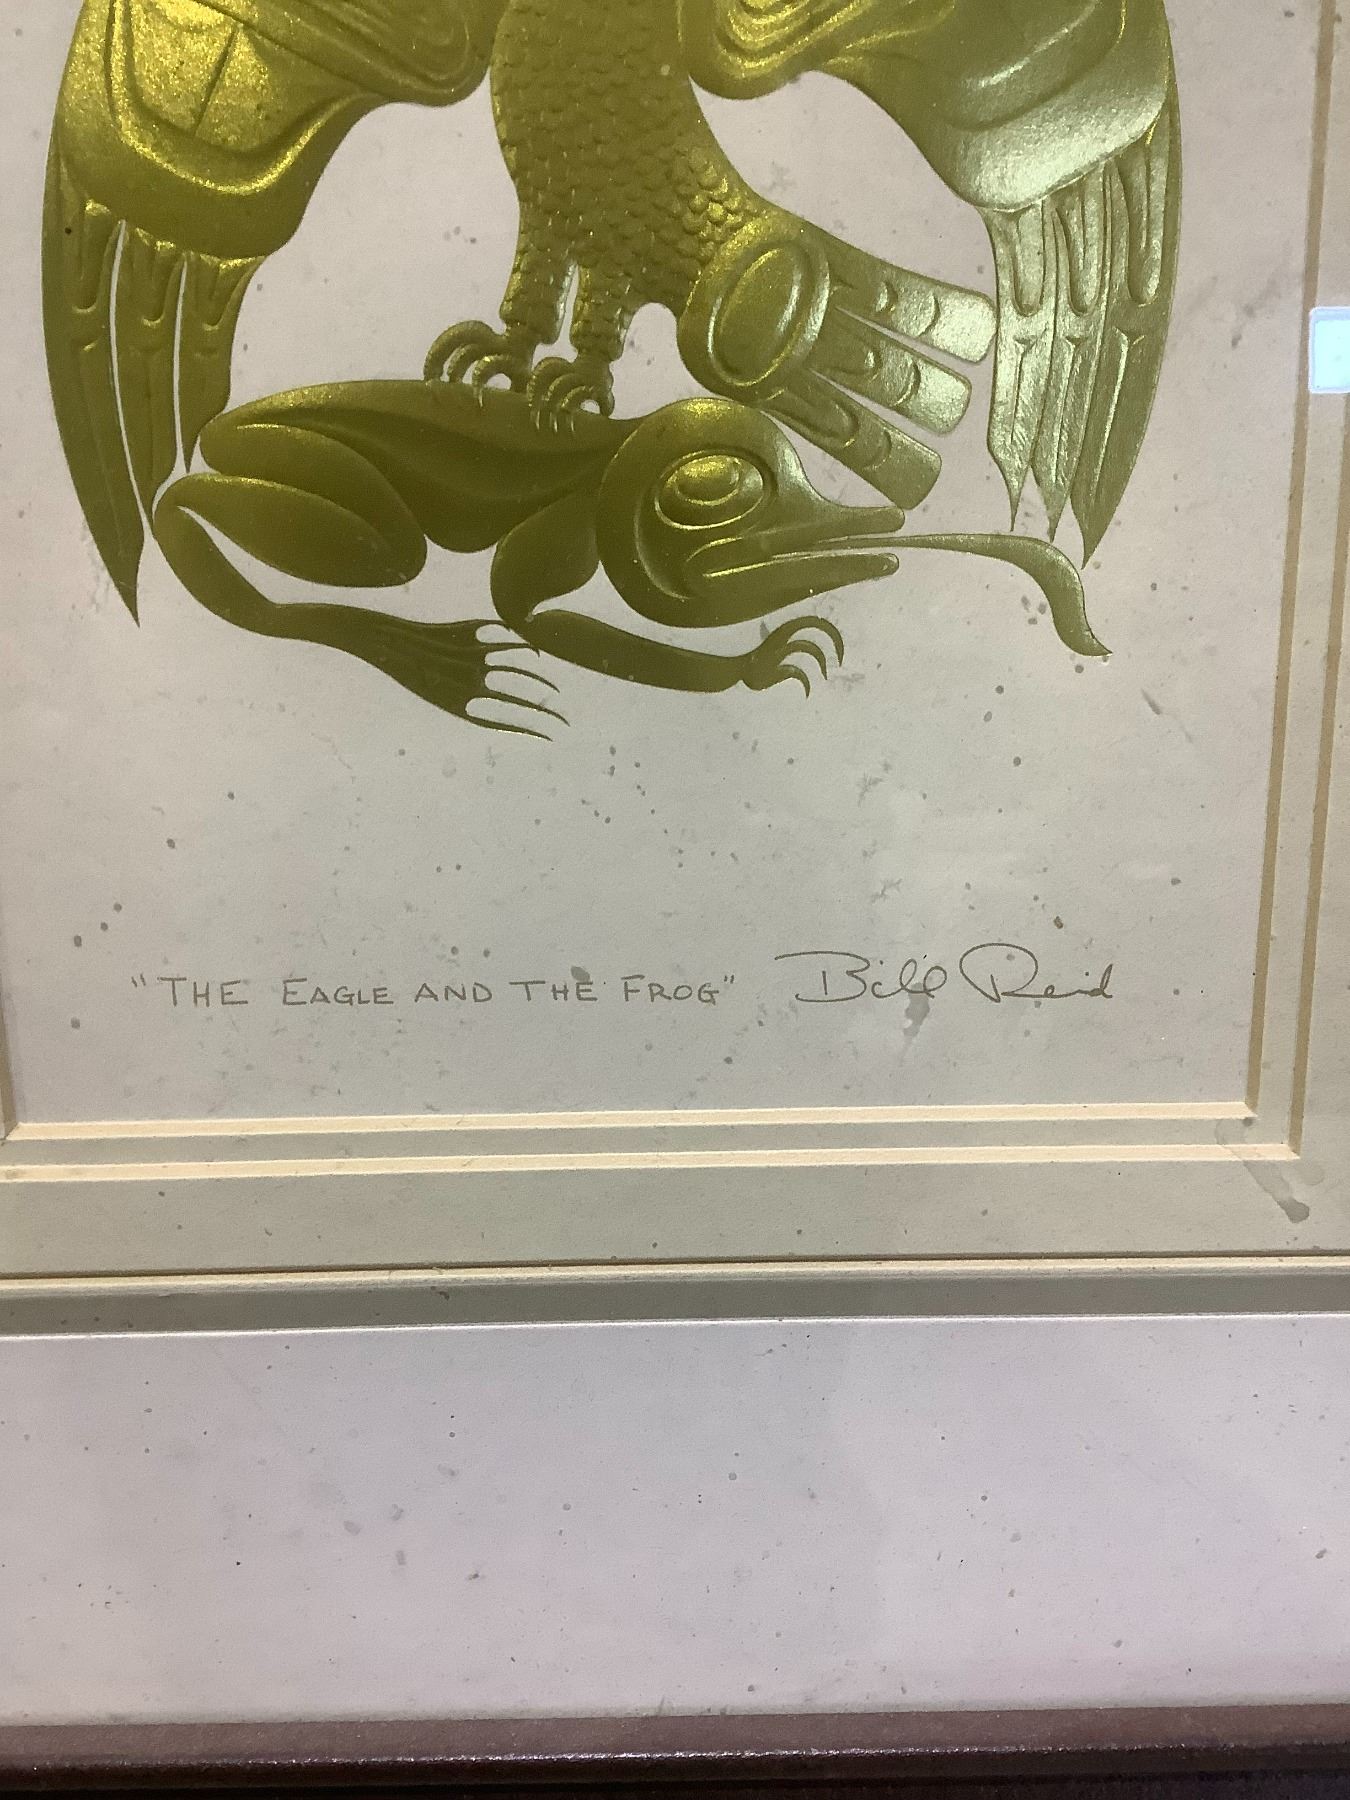 "THE EAGLE AND THE FROG" Bill Reid